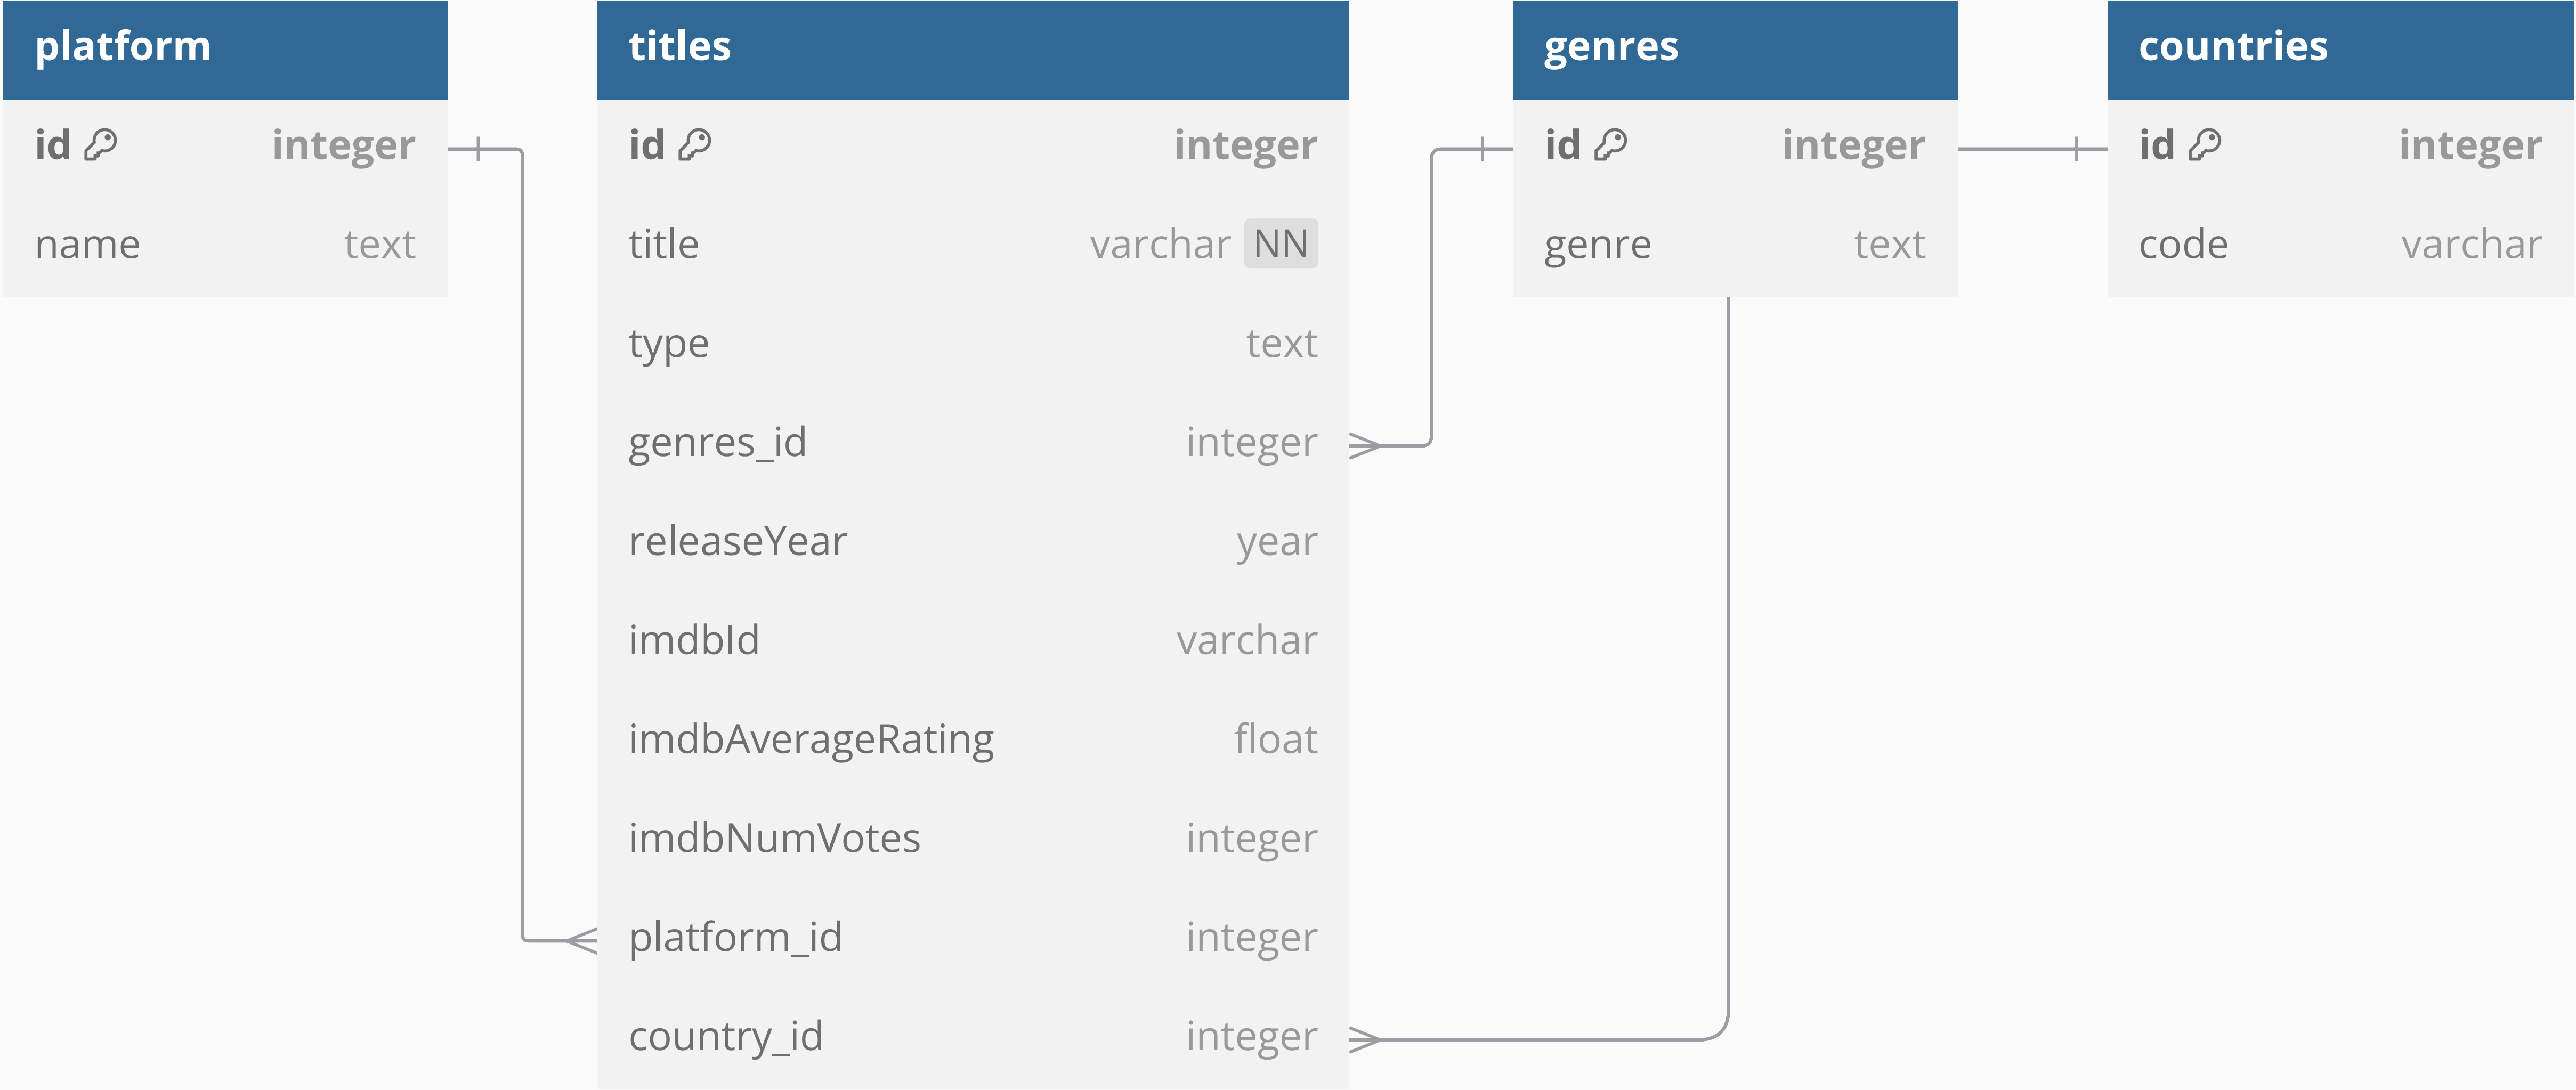 platform
id integer
name text
titles
id integer
title varchar NN
type text
genres_id integer
releaseYear year
imdbId varchar
imdbAverageRating float
imdbNumVotes integer
platform_id integer
country_id integer
genres
id integer
genre text
countries
id integer
code varchar